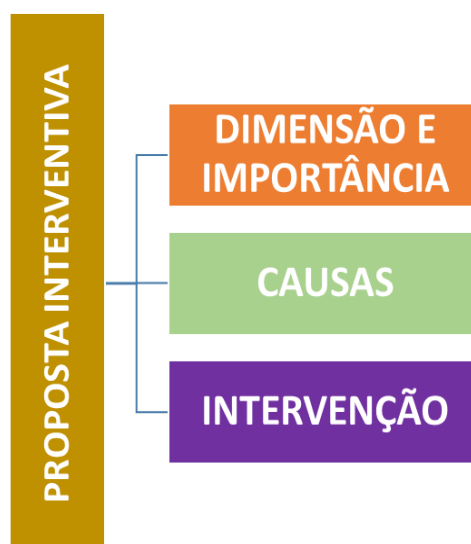 PROPOSTA INTERVENTIVA
DIMENSÃO E
IMPORTÂNCIA
CAUSAS
INTERVENÇÃO